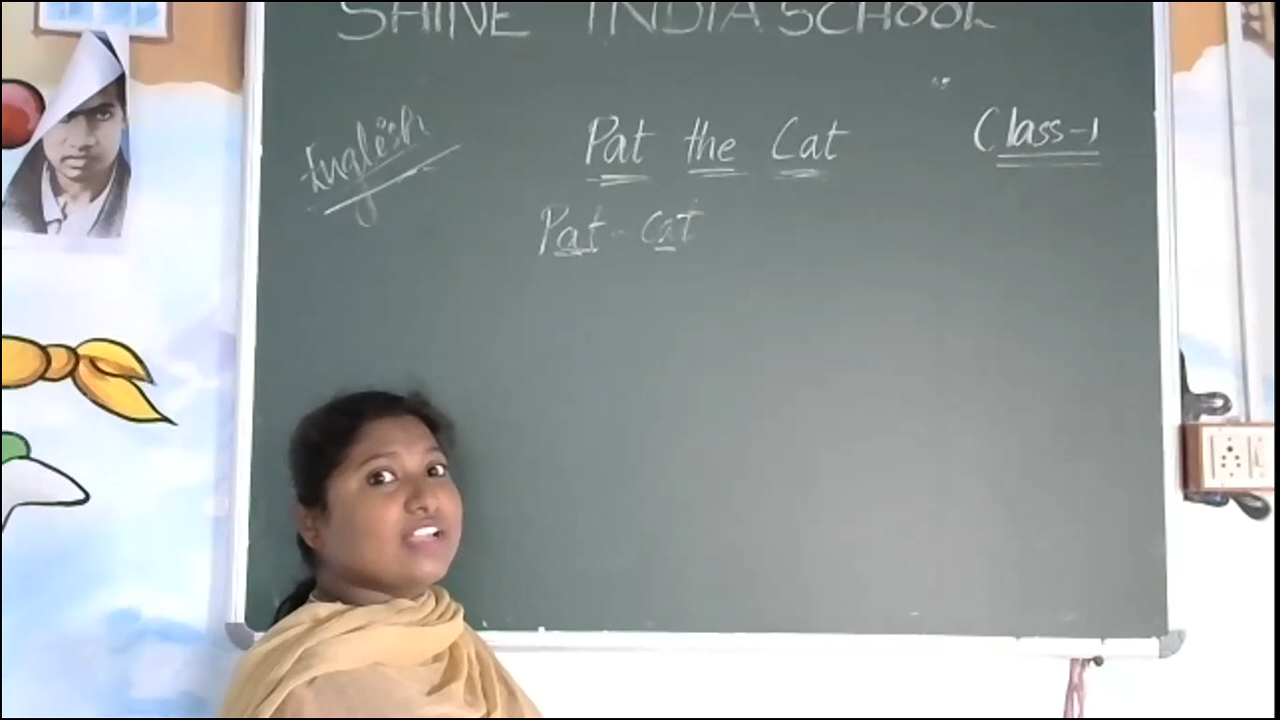 SHINE INDIA SCHOOL
English
Pat the Cat
Class-1
Pat - Cat